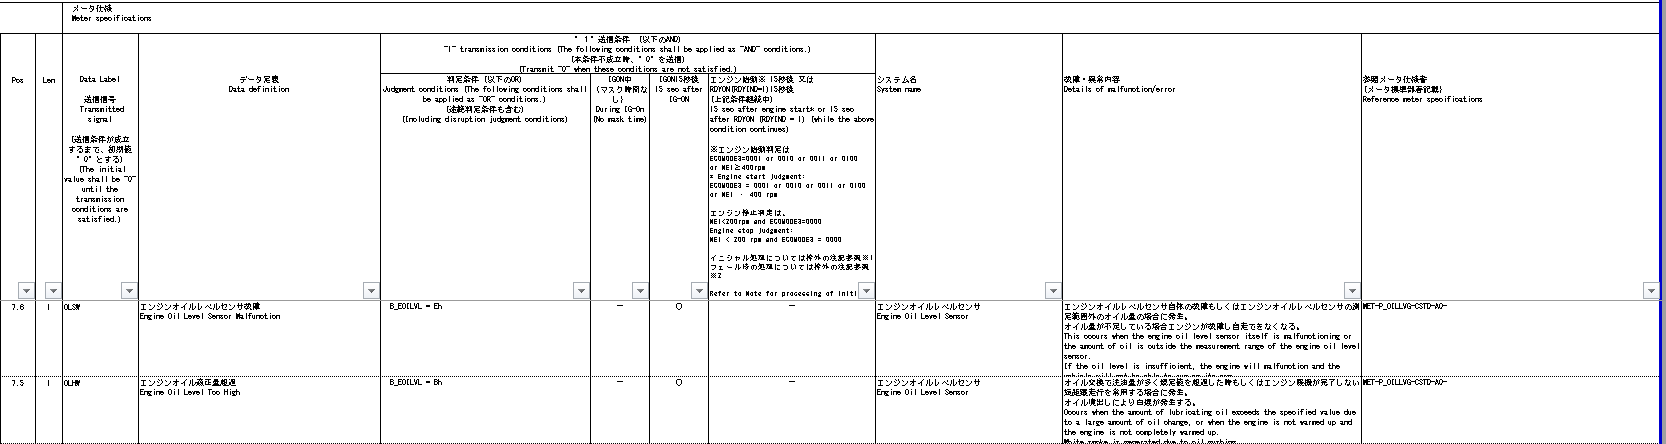 メータ仕様
Meter specifications
Pos
Len
Data Label
送信信号
Transmitted
signal
(送信条件が成立
するまで、初期値
"0"とする)
(The initial
value shall be "0"
until the
transmission
conditions are
satisfied.)
データ定義
Data definition
"1"送信条件 (以下のAND)
"1" transmission conditions (The following conditions shall be applied as "AND" conditions.)
(本条件不成立時、"0"を送信)
(Transmit "0" when these conditions are not satisfied.)
判定条件 (以下のOR)
Judgment conditions (The following conditions shall
be applied as "OR" conditions.)
(途絶判定条件も含む)
(Including disruption judgment conditions)
IGON中
(マスク時間な
し)
During IG-On
(No mask time)
IGON15秒後
15 sec after
IG-ON
エンジン始動※ 15秒後 又は
RDYON(RDYIND=1)15秒後
(上記条件継続中)
15 sec after engine start* or 15 sec
after RDYON (RDYIND = 1) (while the above
condition continues)
※エンジン始動判定は
ECOMODE3=0001 or 0010 or 0011 or 0100
or NE1≧400rpm
* Engine start judgment:
ECOMODE3 = 0001 or 0010 or 0011 or 0100
or NE1 ・ 400 rpm
エンジン停止判定は、
NE1<200rpm and ECOMODE3=0000
Engine stop judgment:
NE1 < 200 rpm and ECOMODE3 = 0000
イニシャル処理については枠外の注記参照※1
フェール時の処理については枠外の注記参照
※2
Refer to Note for processing of initi
システム名
System name
故障・異常内容
Details of malfunction/error
参照メータ仕様書
(メータ標準部署記載)
Reference meter specifications
7.6
1
OLSW
エンジンオイルレベルセンサ故障
Engine Oil Level Sensor Malfunction
B_EOILVL = Eh
－
○
－
エンジンオイルレベルセンサ
Engine Oil Level Sensor
エンジンオイルレベルセンサ自体の故障もしくはエンジンオイルレベルセンサの測
定範囲外のオイル量の場合に発生。
オイル量が不足している場合エンジンが故障し自走できなくなる。
This occurs when the engine oil level sensor itself is malfunctioning or
the amount of oil is outside the measurement range of the engine oil level
sensor.
If the oil level is insufficient, the engine will malfunction and the
MET-P_OILLVG-CSTD-A0-
7.5
1
OLHW
エンジンオイル適正量超過
Engine Oil Level Too High
B_EOILVL = Bh
－
○
－
エンジンオイルレベルセンサ
Engine Oil Level Sensor
オイル交換で注油量が多く規定値を超過した時もしくはエンジン暖機が完了しない
短距離走行を常用する場合に発生。
オイル噴出しにより白煙が発生する。
Occurs when the amount of lubricating oil exceeds the specified value due
to a large amount of oil change, or when the engine is not warmed up and
the engine is not completely warmed up.
White smoke is generated due to oil
MET-P_OILLVG-CSTD-A0-